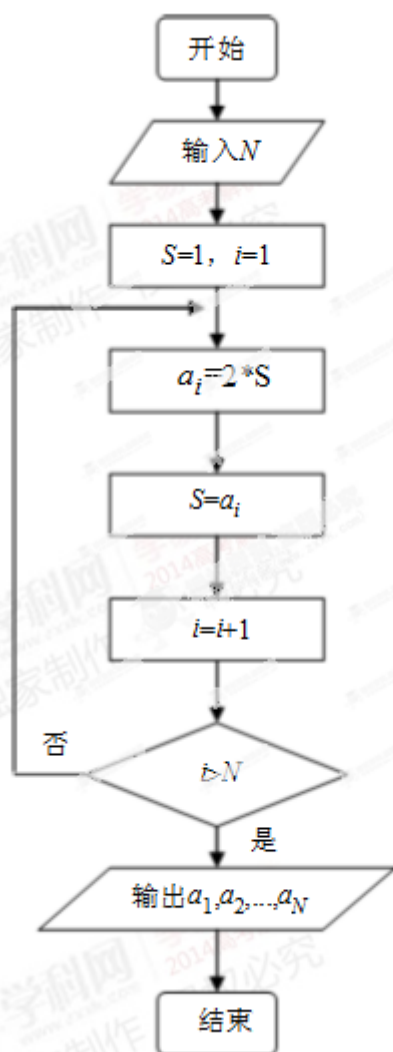 开始
输入N
S=1，i=1
a_i=2*S
S=a_i
i=i+1
i>N
否
是
输出a_1,a_2,...,a_N
结束